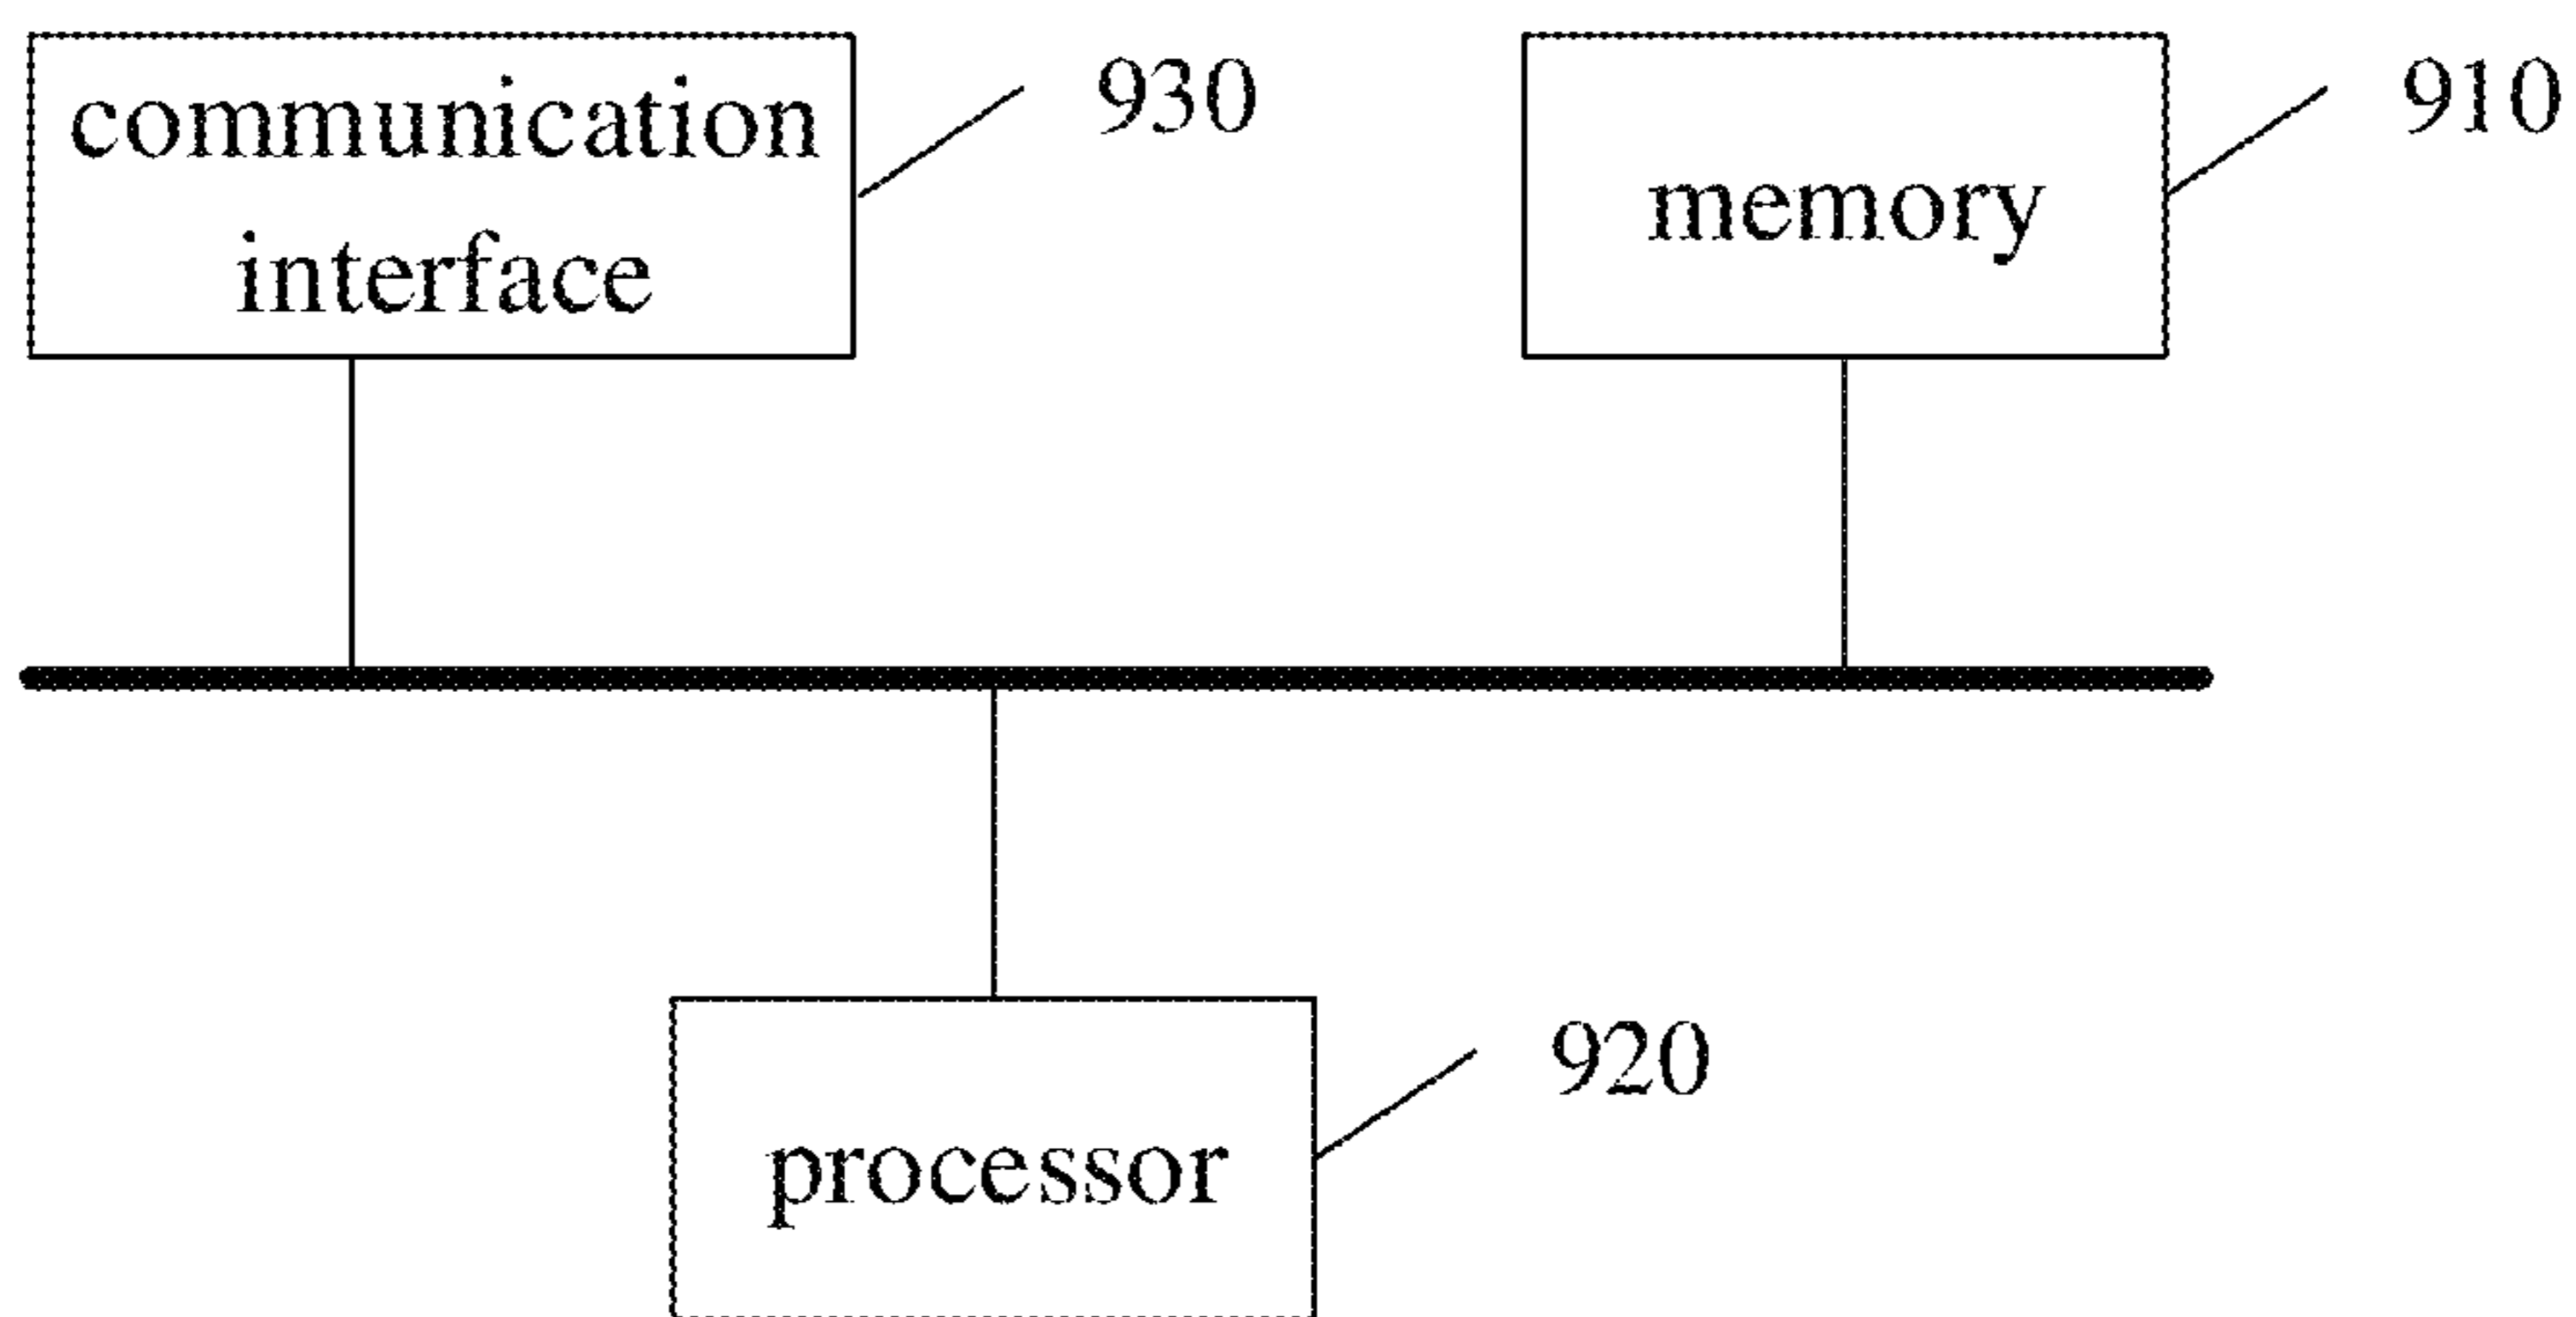 communication
interface
930
memory
910
processor
920